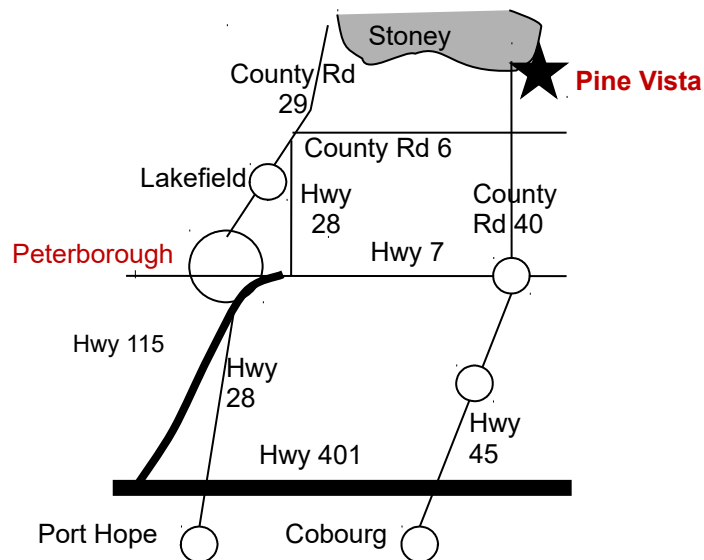 Stoney
County Rd
29
Pine Vista
County Rd 6
Lakefield
Hwy
28
County
Rd 40
Peterborough
Hwy 7
Hwy 115
Hwy
28
Hwy 401
Hwy
45
Port Hope
Cobourg